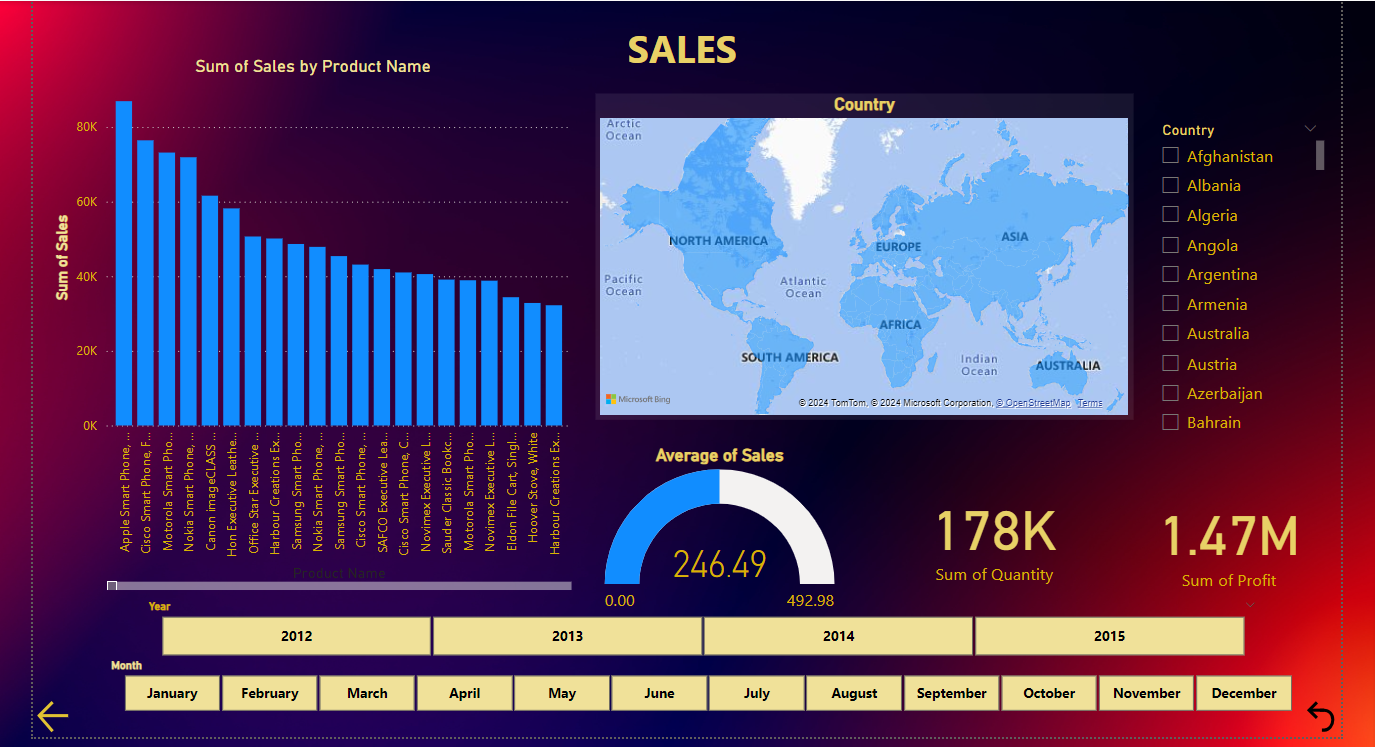 SALES
Sum of Sales by Product Name
Sum of Sales
80K
60K
40K
20K
0K
Apple Smart Phone, ...
Cisco Smart Phone, F...
Motorola Smart Pho...
Nokia Smart Phone, ...
Canon imageCLASS ...
Hon Executive Leathe...
Office Star Executive ...
Harbour Creations Ex...
Samsung Smart Pho...
Nokia Smart Phone, ...
Samsung Smart Pho...
Cisco Smart Phone, ...
SAFCO Executive Lea...
Cisco Smart Phone, C...
Novimex Executive L...
Sauder Classic Bookc...
Motorola Smart Pho...
Novimex Executive L...
Eldon File Cart, Singl...
Hoover Stove, White
Harbour Creations Ex...
Product Name
Country
Arctic
Ocean
NORTH AMERICA
EUROPE
ASIA
Pacific
Ocean
Atlantic
Ocean
AFRICA
SOUTH AMERICA
Indian
Ocean
AUSTRALIA
Microsoft Bing
© 2024 TomTom, © 2024 Microsoft Corporation, © OpenStreetMap Terms
Country
Afghanistan
Albania
Algeria
Angola
Argentina
Armenia
Australia
Austria
Azerbaijan
Bahrain
Average of Sales
246.49
0.00
492.98
178K
Sum of Quantity
1.47M
Sum of Profit
Year
2012 2013 2014 2015
Month
January February March April May June July August September October November December